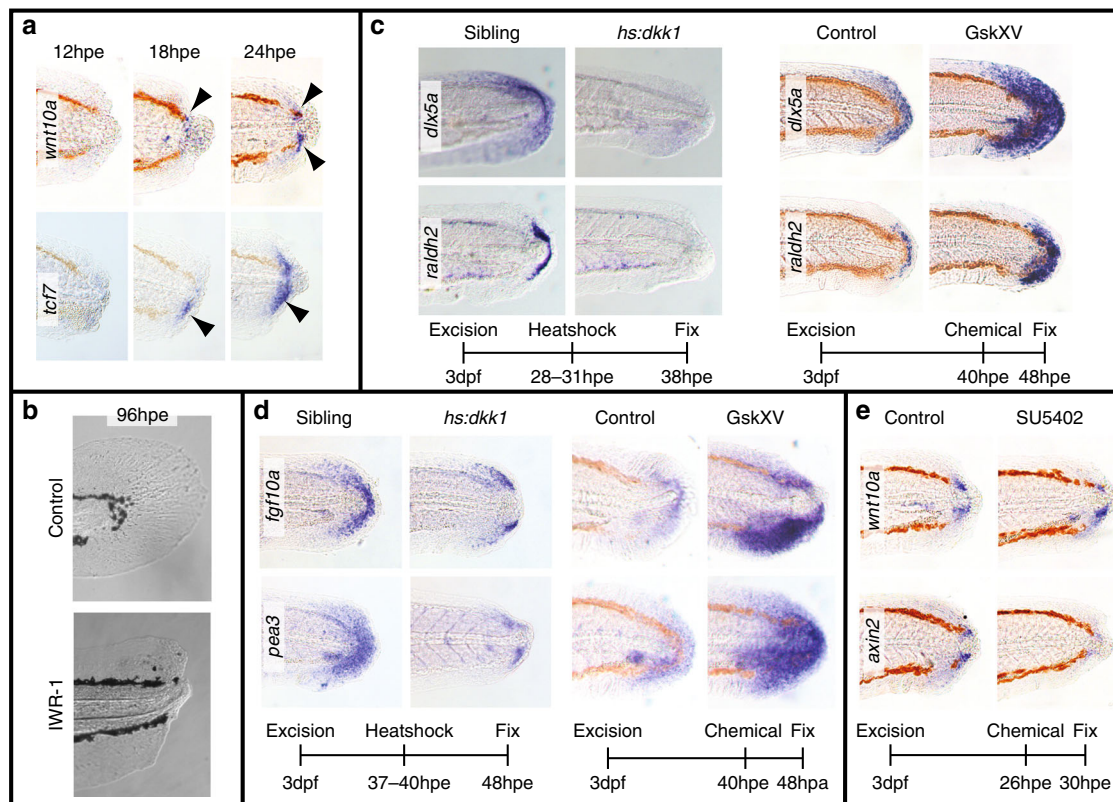 a
12hpe 18hpe 24hpe
wnt10a
tcf7
b
96hpe
Control
IWR-1
c
Sibling hs:dkk1 Control GskXV
dlx5a dlx5a
raldh2 raldh2
Excision Heatshock Fix
3dpf 28–31hpe 38hpe
Excision Chemical Fix
3dpf 40hpe 48hpe
d
Sibling hs:dkk1 Control GskXV
fgf10a
pea3
Excision Heatshock Fix
3dpf 37–40hpe 48hpe
Excision Chemical Fix
3dpf 40hpe 48hpa
e
Control SU5402
wnt10a
axin2
Excision Chemical Fix
3dpf 26hpe 30hpe